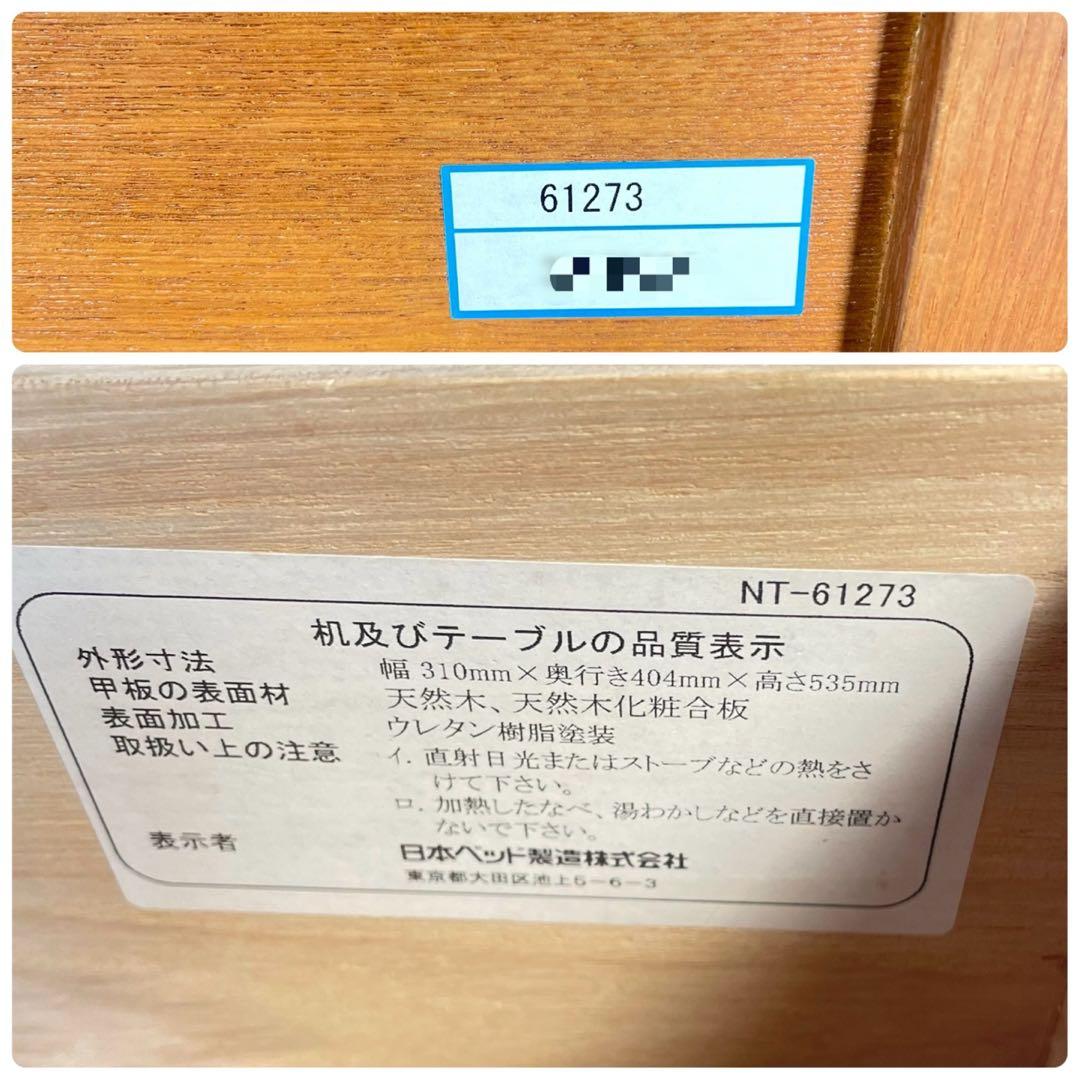 61273
NT-61273
机及びテーブルの品質表示
外形寸法 幅 310mm×奥行き404mm×高さ535mm
甲板の表面材 天然木、天然木化粧合板
表面加工 ウレタン樹脂塗装
取扱い上の注意 イ. 直射日光またはストーブなどの熱をさ
けて下さい。
ロ. 加熱したなべ、湯わかしなどを直接置か
ないで下さい。
表示者 日本ベッド製造株式会社
東京都大田区池上5-6-3